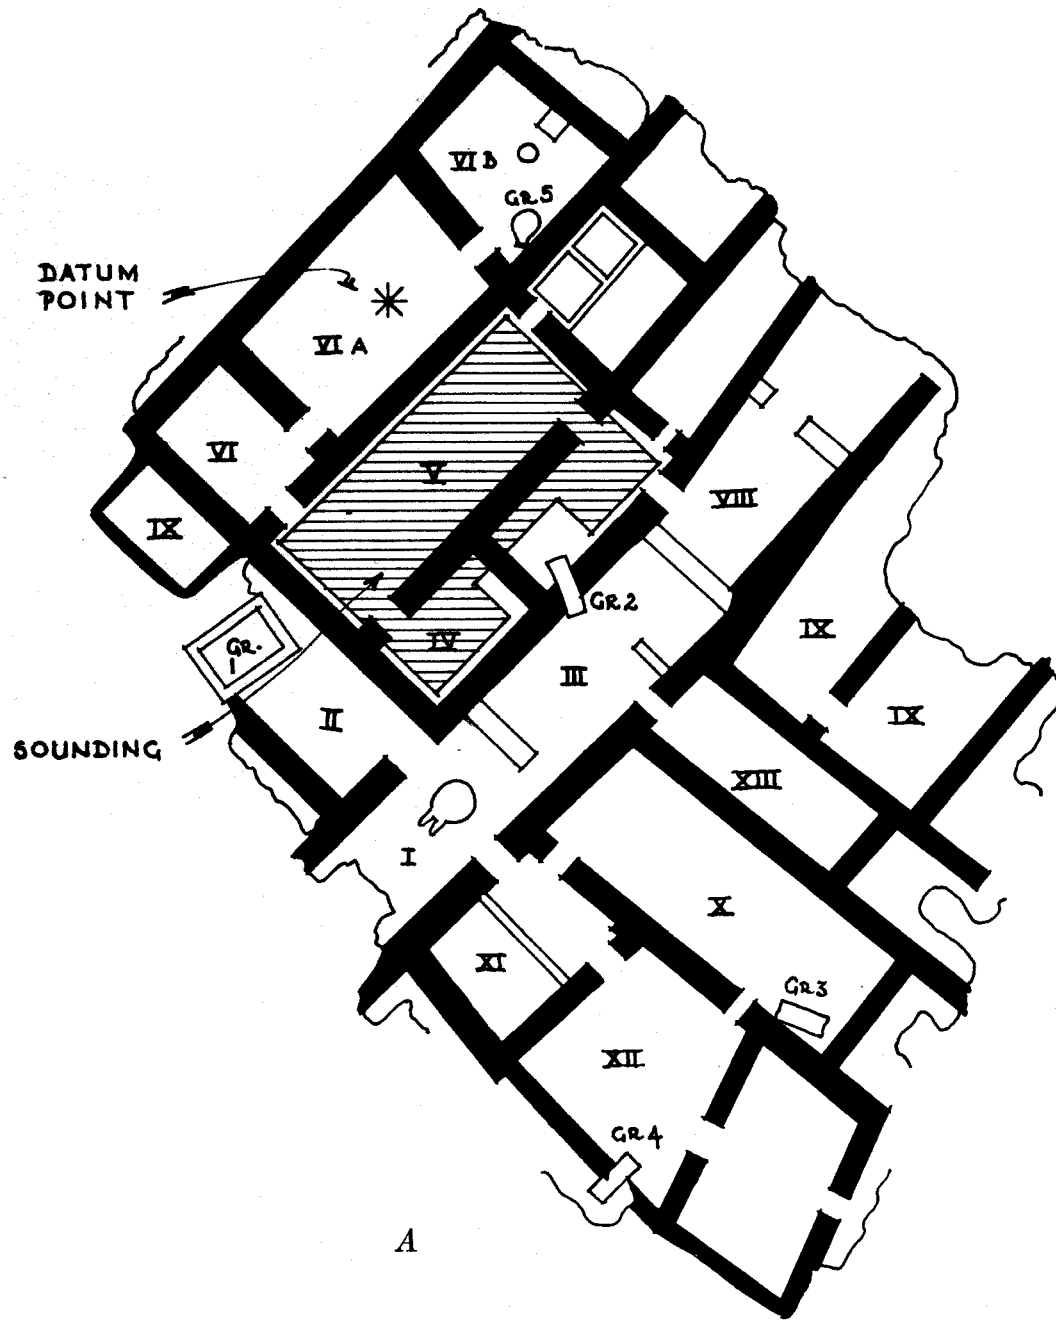 VI B
GR 5
DATUM
POINT
VI A
VI
V
IX
VIII
GR 2
GR.
1
IV
III
IX
II
IX
SOUNDING
XIII
I
X
XI
GR 3
XII
GR 4
A